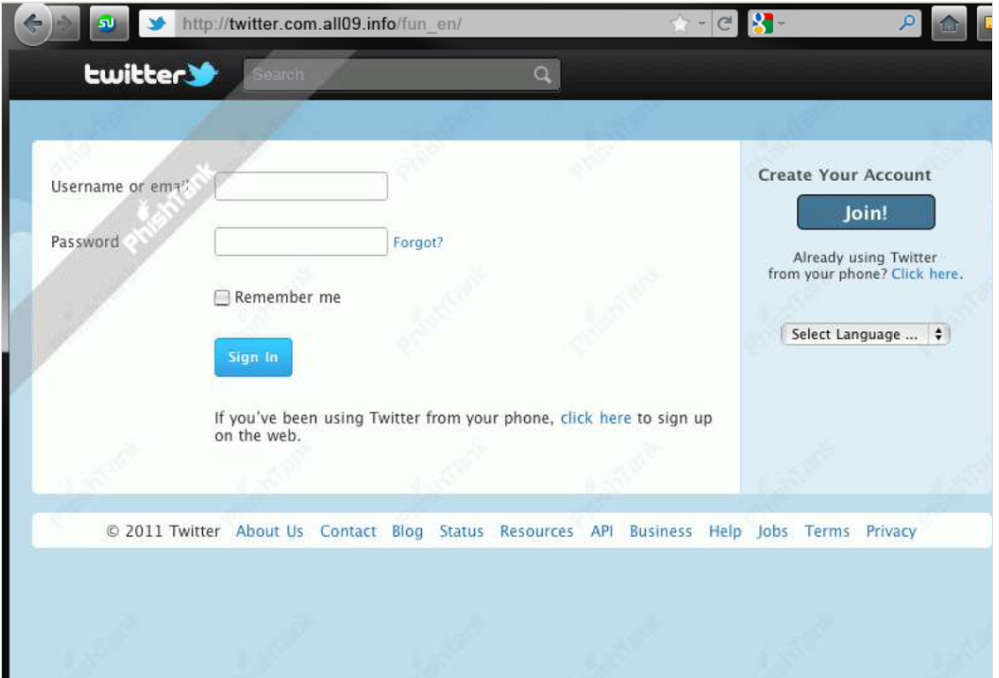 http://twitter.com.all09.info/fun_en/
twitter
Search
PhishTank
Username or email
Password
Forgot?
Remember me
Sign In
If you've been using Twitter from your phone, click here to sign up
on the web.
Create Your Account
Join!
Already using Twitter
from your phone? Click here.
Select Language ...
© 2011 Twitter About Us Contact Blog Status Resources API Business Help Jobs Terms Privacy